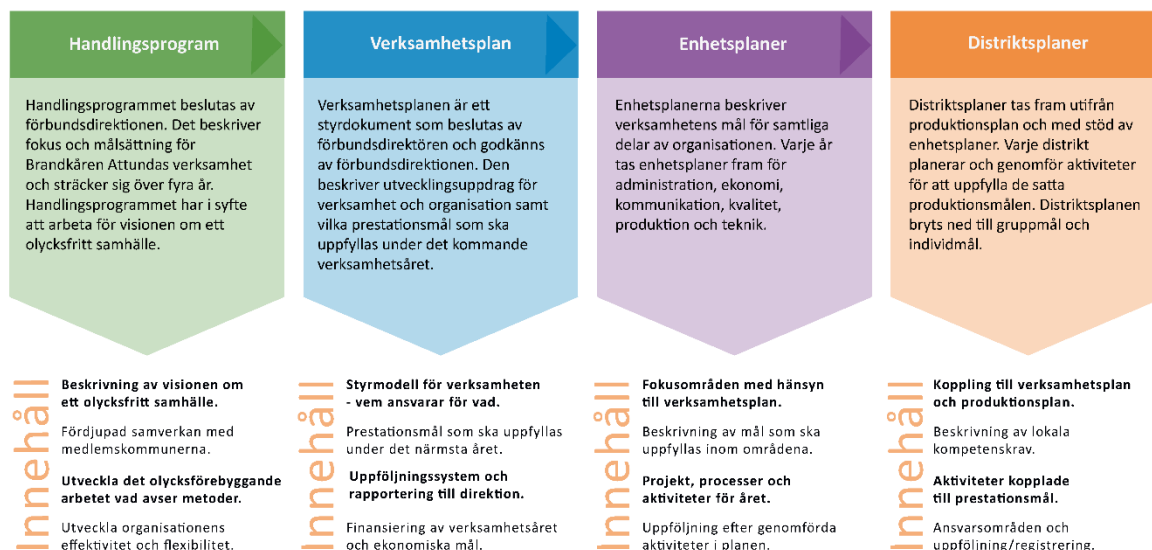 Handlingsprogram
Handlingsprogrammet beslutas av
förbundsdirektionen. Det beskriver
fokus och målsättning för
Brandkåren Attundas verksamhet
och sträcker sig över fyra år.
Handlingsprogrammet har i syfte
att arbeta för visionen om ett
olycksfritt samhälle.
Innehåll
Beskrivning av visionen om
ett olycksfritt samhälle.
Fördjupad samverkan med
medlemskommunerna.
Utveckla det olycksförebyggande
arbetet vad avser metoder.
Utveckla organisationens
effektivitet och flexibilitet.
Verksamhetsplan
Verksamhetsplanen är ett
styrdokument som beslutas av
förbundsdirektören och godkänns
av förbundsdirektionen. Den
beskriver utvecklingsuppdrag för
verksamhet och organisation samt
vilka prestationsmål som ska
uppfyllas under det kommande
verksamhetsåret.
Innehåll
Styrmodell för verksamheten
- vem ansvarar för vad.
Prestationsmål som ska uppfyllas
under det närmsta året.
Uppföljningssystem och
rapportering till direktion.
Finansiering av verksamhetsåret
och ekonomiska mål.
Enhetsplaner
Enhetsplanerna beskriver
verksamhetens mål för samtliga
delar av organisationen. Varje år
tas enhetsplaner fram för
administration, ekonomi,
kommunikation, kvalitet,
produktion och teknik.
Innehåll
Fokusområden med hänsyn
till verksamhetsplan.
Beskrivning av mål som ska
uppfyllas inom områdena.
Projekt, processer och
aktiviteter för året.
Uppföljning efter genomförda
aktiviteter i planen.
Distriktsplaner
Distriktsplaner tas fram utifrån
produktionsplan och med stöd av
enhetsplaner. Varje distrikt
planerar och genomför aktiviteter
för att uppfylla de satta
produktionsmålen. Distriktsplanen
bryts ned till gruppmål och
individmål.
Innehåll
Koppling till verksamhetsplan
och produktionsplan.
Beskrivning av lokala
kompetenskrav.
Aktiviteter kopplade
till prestationsmål.
Ansvarsområden och
uppföljning/registrering.